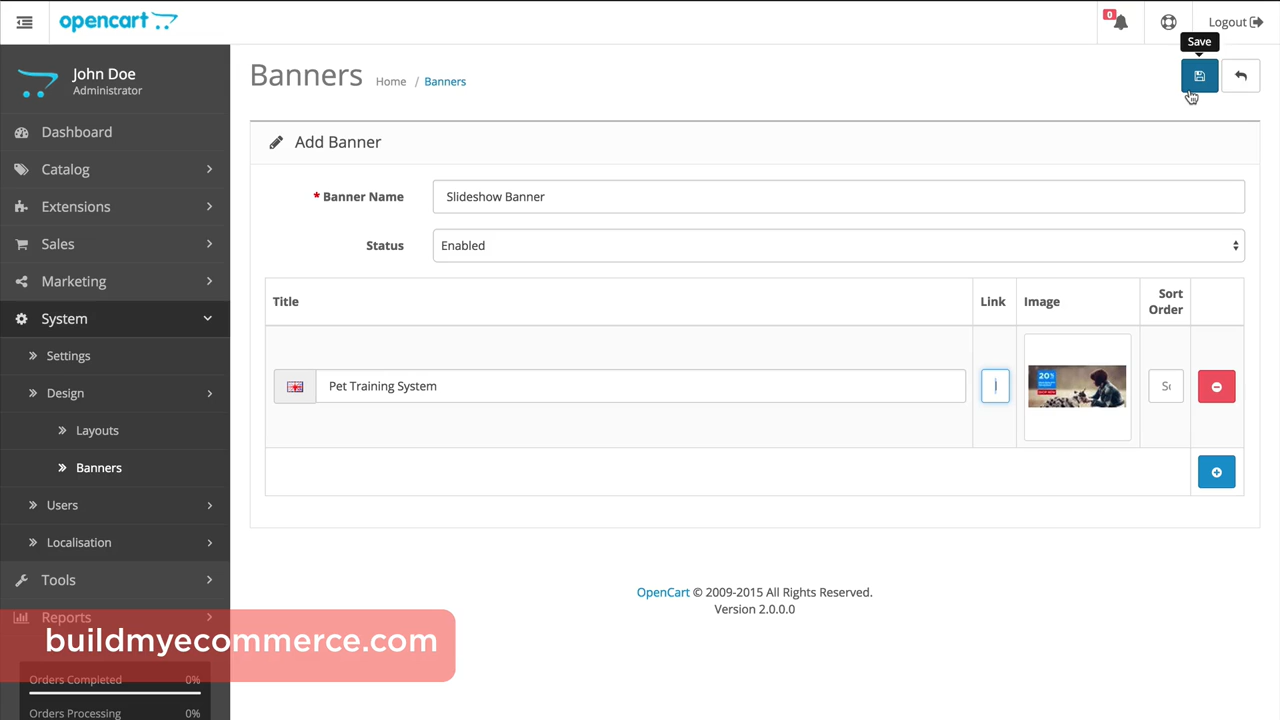 opencart
0
Logout
Save
John Doe
Administrator
Banners
Home / Banners
Dashboard
Catalog
Extensions
Sales
Marketing
System
Settings
Design
Layouts
Banners
Users
Localisation
Tools
Reports
Orders Completed 0%
Orders Processing 0%
Add Banner
* Banner Name
Slideshow Banner
Status
Enabled
Title
Link
Image
Sort
Order
Pet Training System
20%
OpenCart © 2009-2015 All Rights Reserved.
Version 2.0.0.0
buildmyecommerce.com